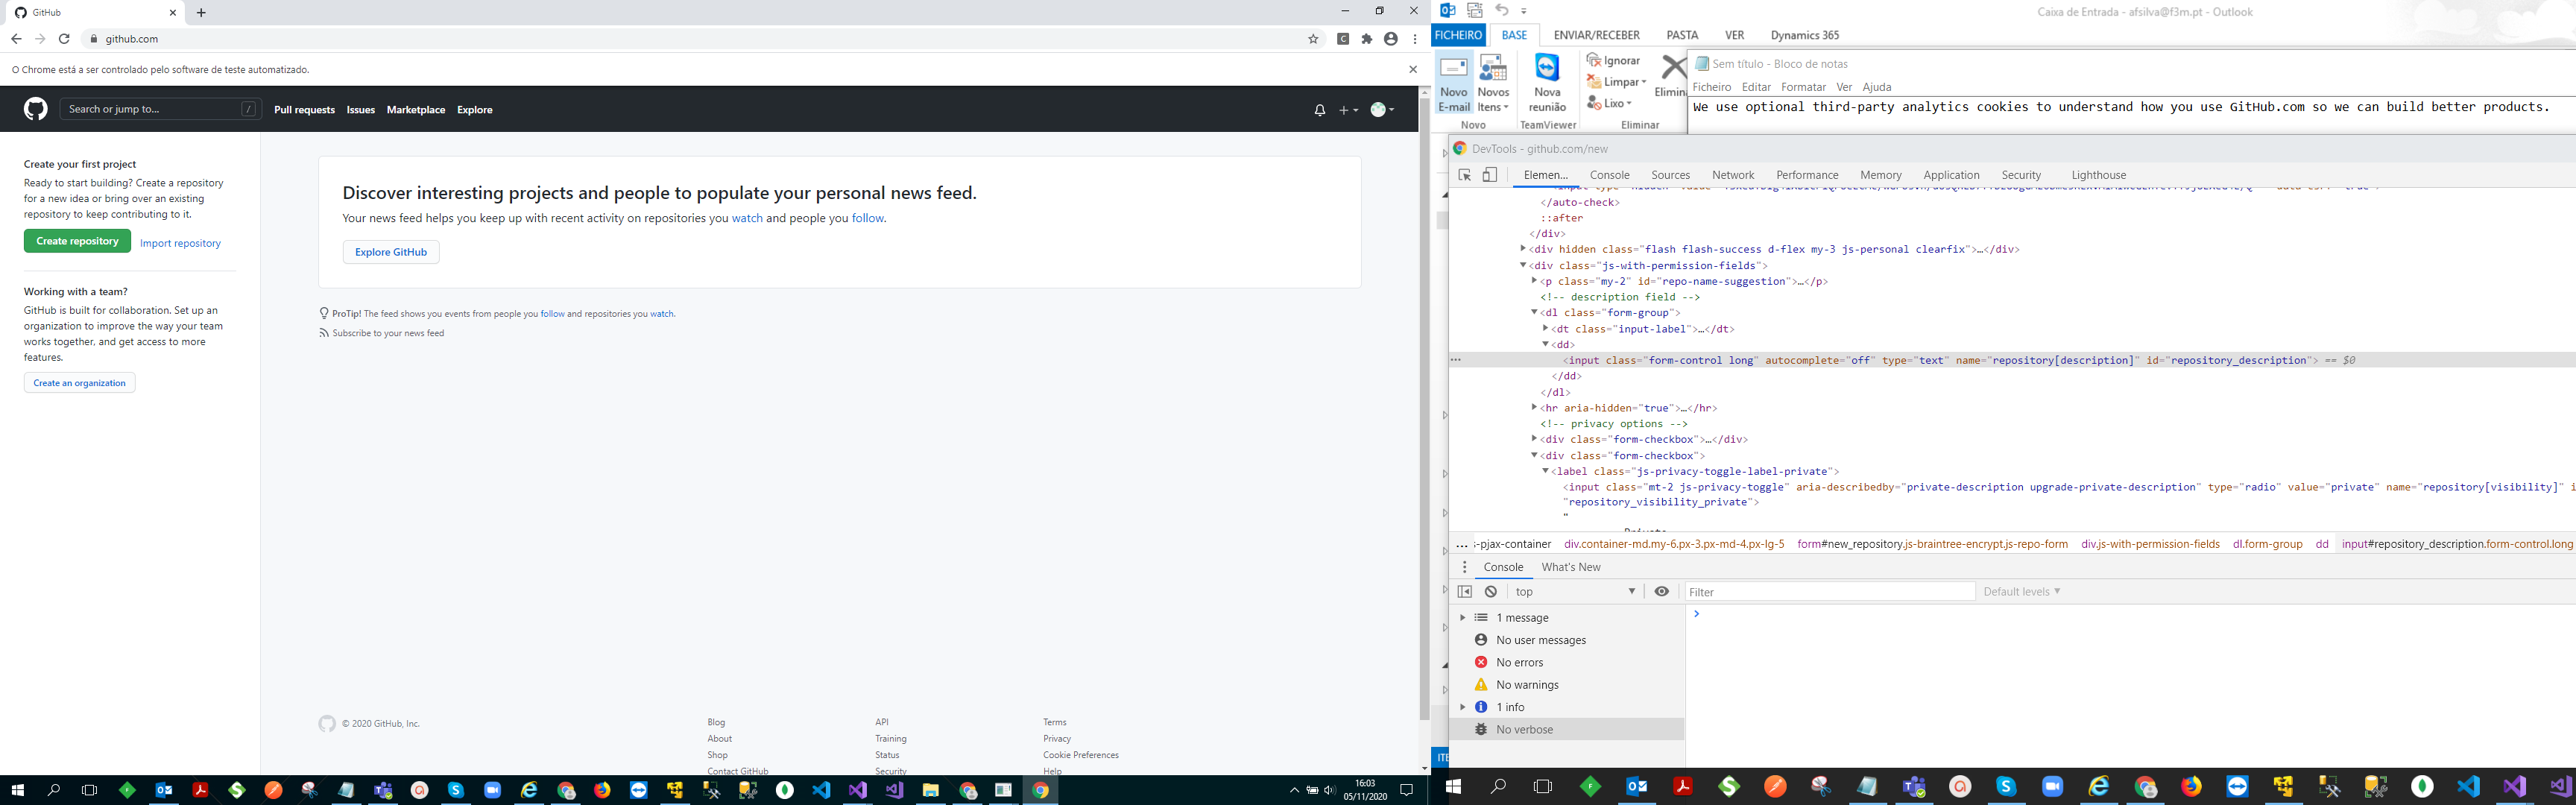 GitHub
github.com
O Chrome está a ser controlado pelo software de teste automatizado.
Search or jump to...
/
Pull requests
Issues
Marketplace
Explore
Create your first project
Ready to start building? Create a repository
for a new idea or bring over an existing
repository to keep contributing to it.
Create repository
Import repository
Working with a team?
GitHub is built for collaboration. Set up an
organization to improve the way your team
works together, and get access to more
features.
Create an organization
Discover interesting projects and people to populate your personal news feed.
Your news feed helps you keep up with recent activity on repositories you watch and people you follow.
Explore GitHub
ProTip! The feed shows you events from people you follow and repositories you watch.
Subscribe to your news feed
© 2020 GitHub, Inc.
Blog
About
Shop
Contact GitHub
API
Training
Status
Security
Terms
Privacy
Cookie Preferences
Help
16:03
05/11/2020
Caixa de Entrada - afsilva@f3m.pt - Outlook
FICHEIRO
BASE
ENVIAR/RECEBER
PASTA
VER
Dynamics 365
Novo
E-mail
Novos
Itens
Novo
Nova
reunião
TeamViewer
Ignorar
Limpar
Lixo
Elimin
Eliminar
Sem título - Bloco de notas
Ficheiro
Editar
Formatar
Ver
Ajuda
We use optional third-party analytics cookies to understand how you use GitHub.com so we can build better products.
DevTools - github.com/new
Elemen...
Console
Sources
Network
Performance
Memory
Application
Security
Lighthouse
</auto-check>
::after
</div>
<div hidden class="flash flash-success d-flex my-3 js-personal clearfix">…</div>
<div class="js-with-permission-fields">
<p class="my-2" id="repo-name-suggestion">…</p>
<!-- description field -->
<dl class="form-group">
<dt class="input-label">…</dt>
<dd>
<input class="form-control long" autocomplete="off" type="text" name="repository[description]" id="repository_description"> == $0
</dd>
</dl>
<hr aria-hidden="true">…</hr>
<!-- privacy options -->
<div class="form-checkbox">…</div>
<div class="form-checkbox">
<label class="js-privacy-toggle-label-private">
<input class="mt-2 js-privacy-toggle" aria-describedby="private-description upgrade-private-description" type="radio" value="private" name="repository[visibility]" i
"repository_visibility_private">
"
... s-pjax-container
div.container-md.my-6.px-3.px-md-4.px-lg-5
form#new_repository.js-braintree-encrypt.js-repo-form
div.js-with-permission-fields
dl.form-group
dd
input#repository_description.form-control.long
Console
What's New
top
Filter
Default levels
1 message
No user messages
No errors
No warnings
1 info
No verbose
ITE